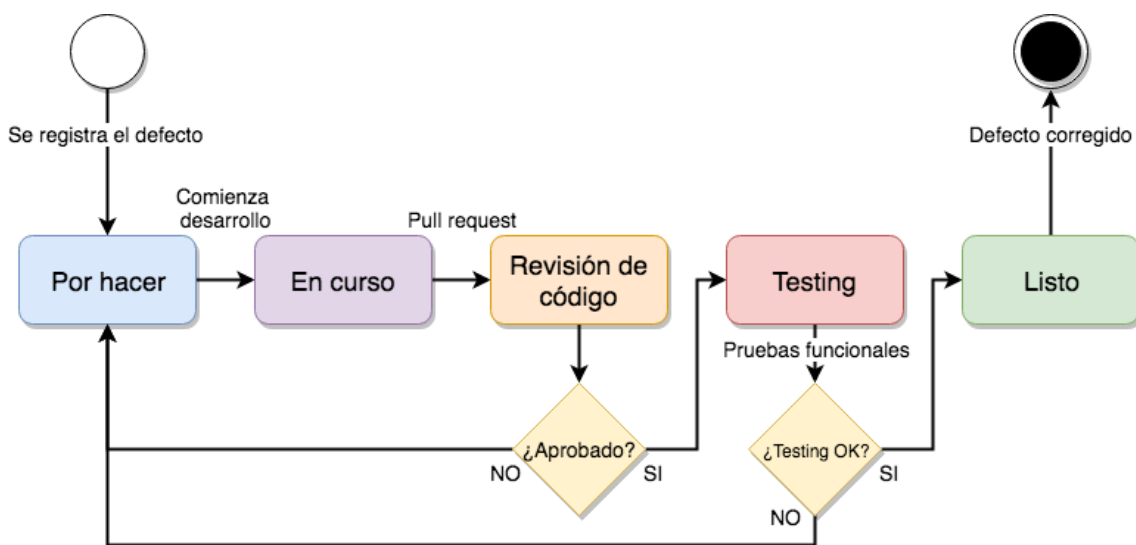 Se registra el defecto
Defecto corregido
Comienza
desarrollo
Pull request
Por hacer
En curso
Revisión de
código
Testing
Listo
Pruebas funcionales
¿Aprobado?
NO
SI
¿Testing OK?
SI
NO